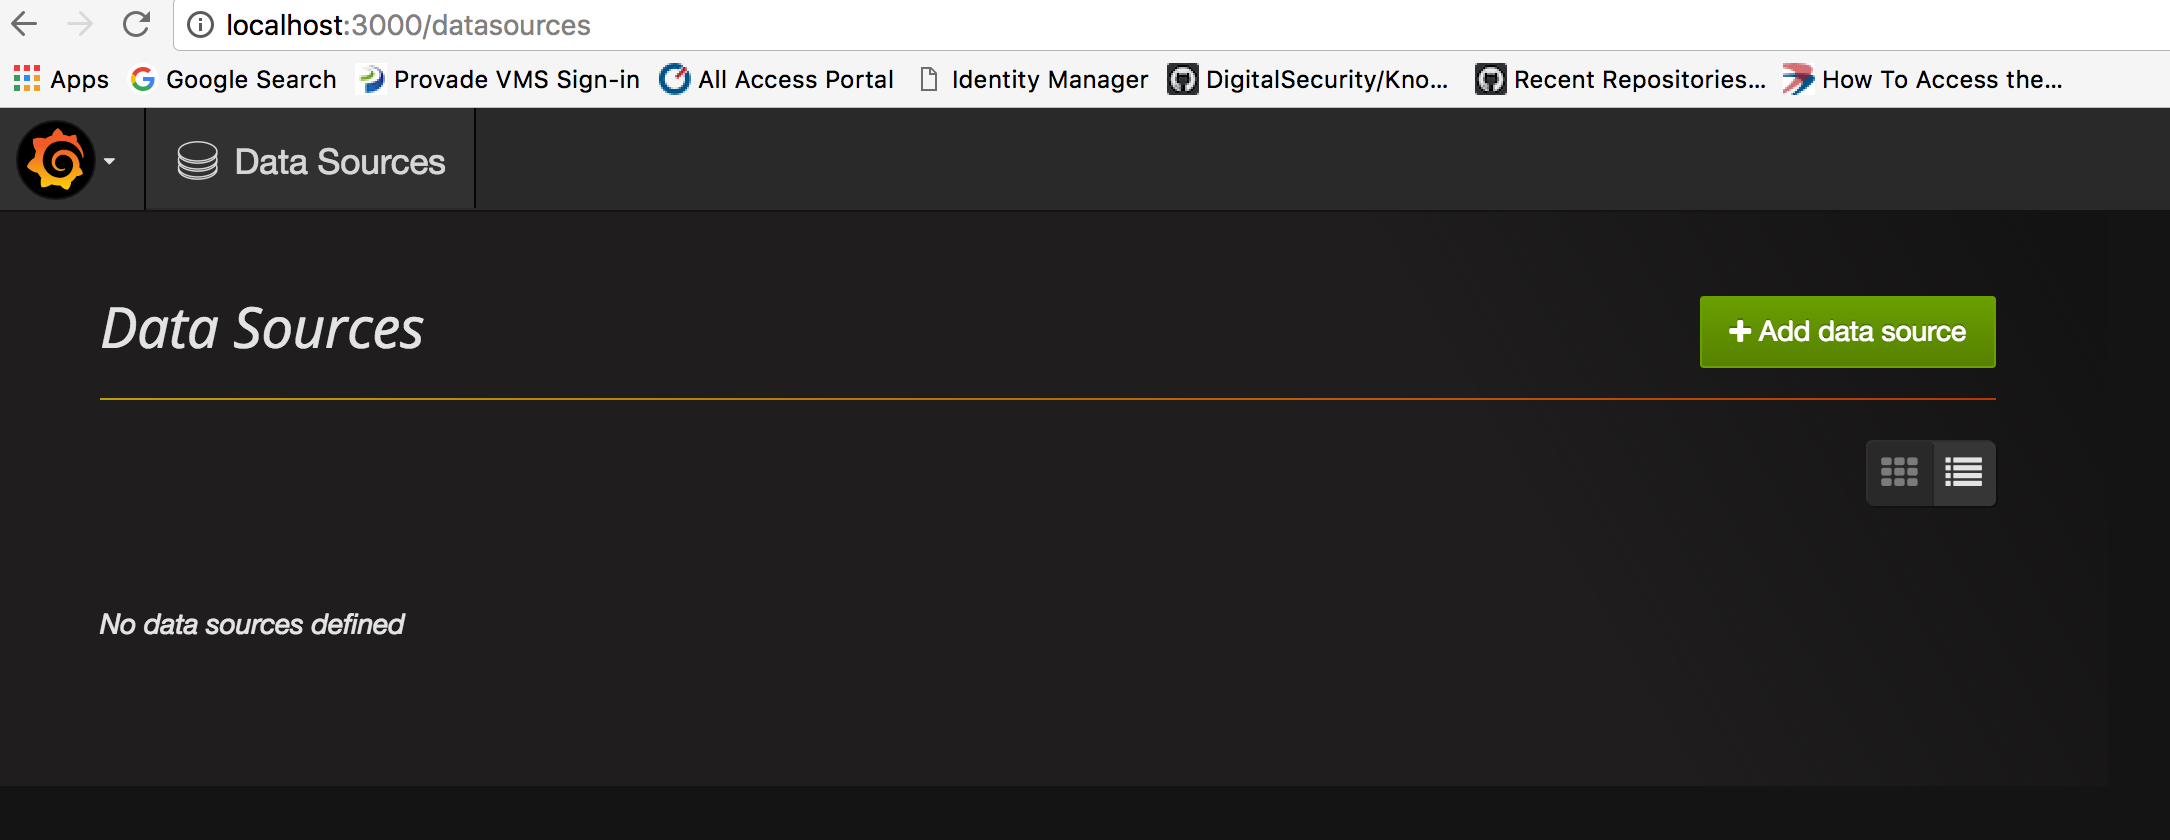 localhost:3000/datasources
Apps Google Search Provade VMS Sign-in All Access Portal Identity Manager DigitalSecurity/Kno... Recent Repositories... How To Access the...
Data Sources
Data Sources
Add data source
No data sources defined